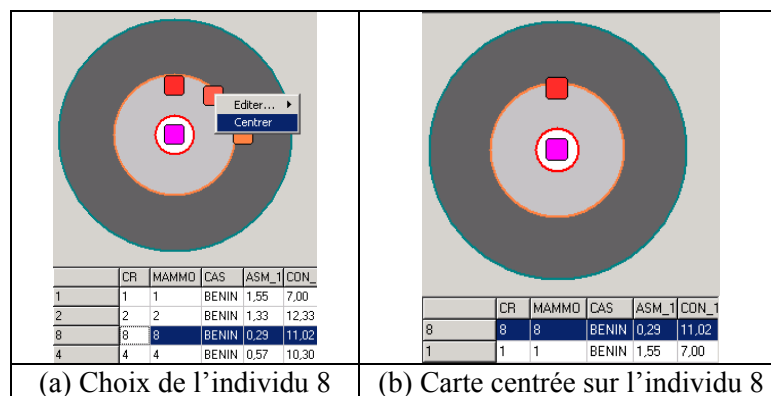 Editer...
Centrer
CR MAMMO CAS ASM_1 CON_
1 1 1 BENIN 1,55 7,00
2 2 2 BENIN 1,33 12,33
8 8 8 BENIN 0,29 11,02
4 4 4 BENIN 0,57 10,30
(a) Choix de l'individu 8
CR MAMMO CAS ASM_1 CON_1
8 8 8 BENIN 0,29 11,02
1 1 1 BENIN 1,55 7,00
(b) Carte centrée sur l'individu 8